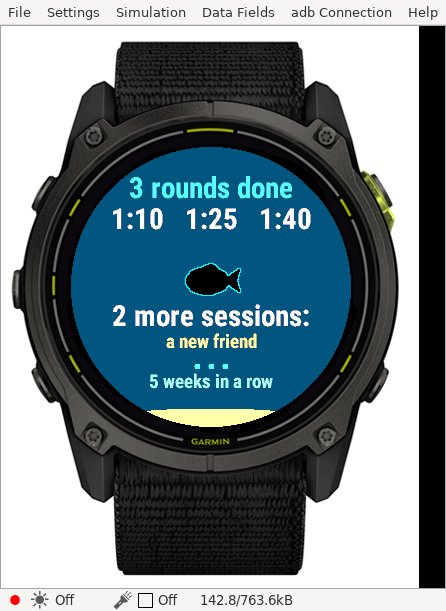 File Settings Simulation Data Fields adb Connection Help
3 rounds done
1:10 1:25 1:40
2 more sessions:
a new friend
5 weeks in a row
GARMIN
Off Off 142.8/763.6kB